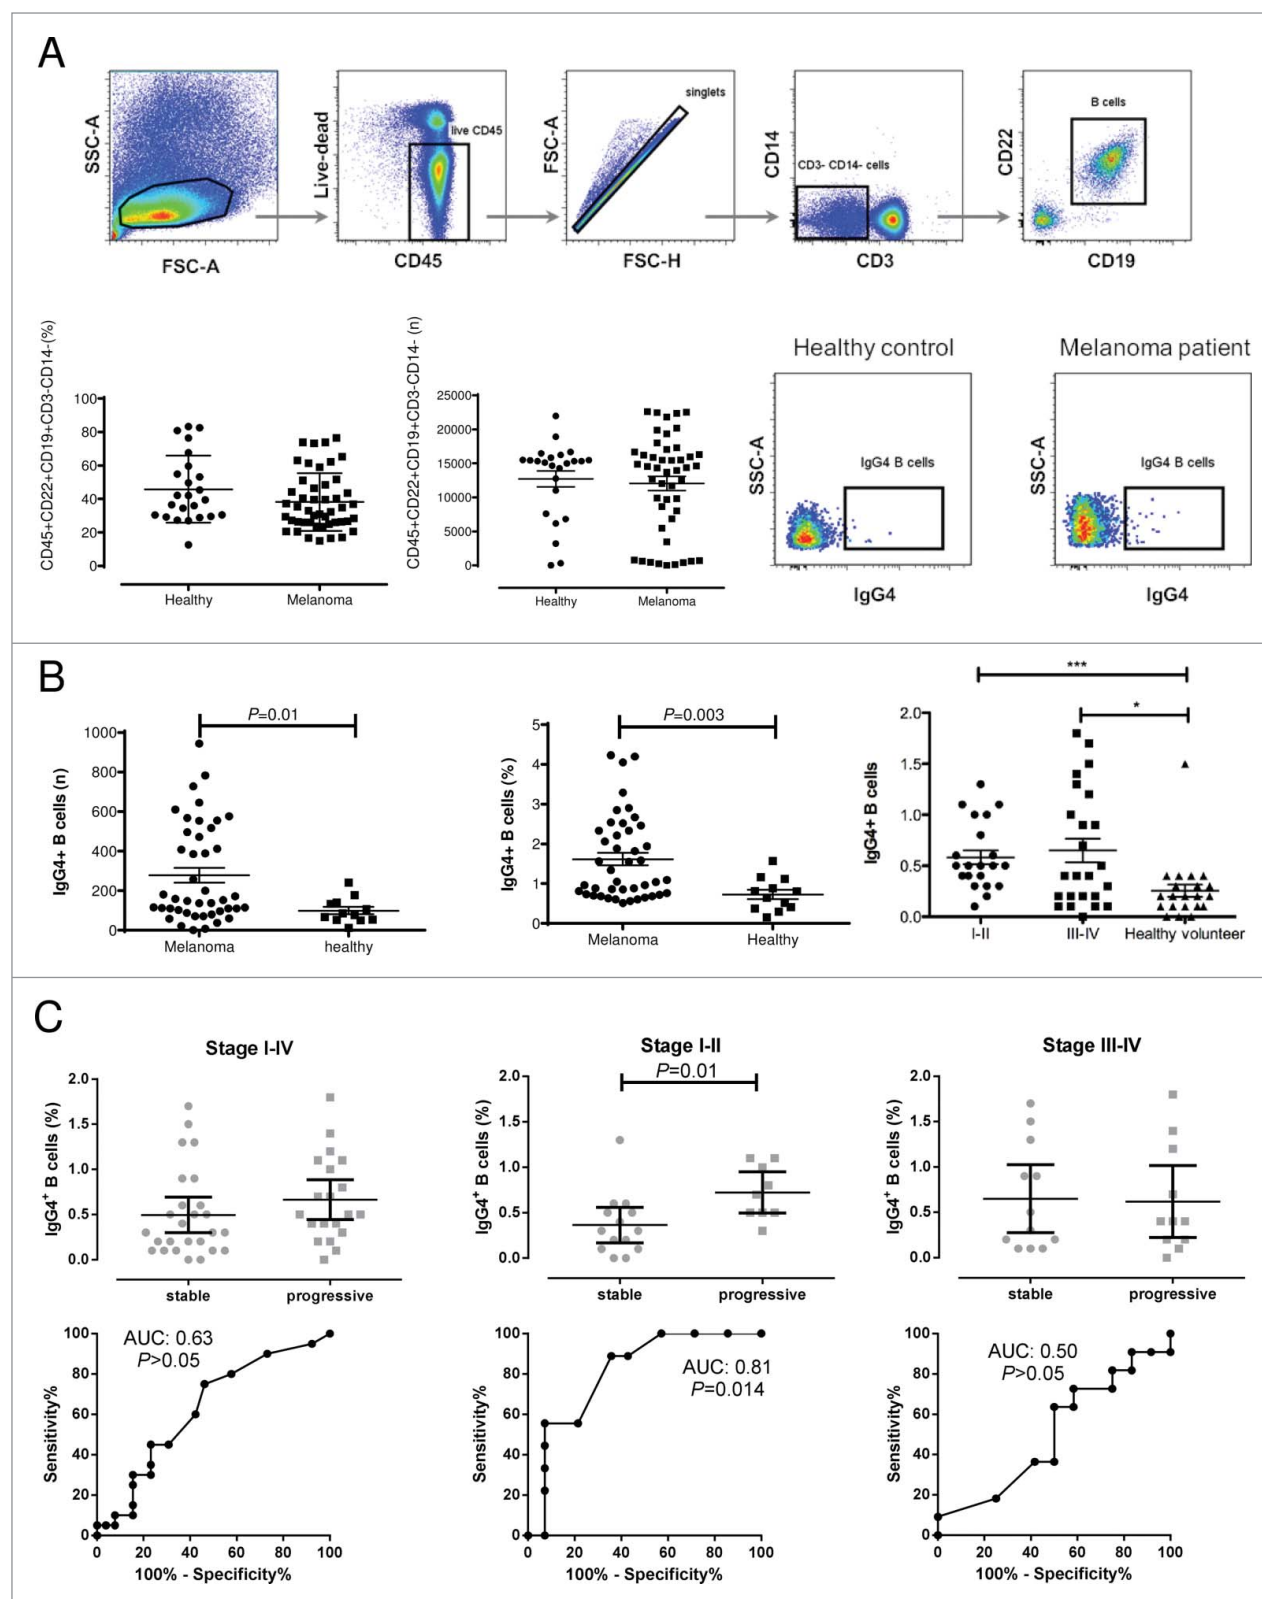 A
SSC-A
FSC-A
Live-dead
live CD45
CD45
FSC-A
singlets
FSC-H
CD14
CD3- CD14- cells
CD3
CD22
B cells
CD19
CD45+CD22+CD19+CD3-CD14-(%)
100
80
60
40
20
0
Healthy
Melanoma
CD45+CD22+CD19+CD3-CD14- (n)
25000
20000
15000
10000
5000
0
Healthy
Melanoma
Healthy control
SSC-A
IgG4 B cells
IgG4
Melanoma patient
SSC-A
IgG4 B cells
IgG4
B
P=0.01
IgG4+ B cells (n)
1000
800
600
400
200
0
Melanoma
healthy
P=0.003
IgG4+ B cells (%)
5
4
3
2
1
0
Melanoma
Healthy
***
*
IgG4+ B cells
2.0
1.5
1.0
0.5
0.0
I-II
III-IV
Healthy volunteer
C
Stage I-IV
IgG4+ B cells (%)
2.0
1.5
1.0
0.5
0.0
stable
progressive
Stage I-II
P=0.01
IgG4+ B cells (%)
2.0
1.5
1.0
0.5
0.0
stable
progressive
Stage III-IV
IgG4+ B cells (%)
2.0
1.5
1.0
0.5
0.0
stable
progressive
AUC: 0.63
P>0.05
Sensitivity%
100
80
60
40
20
0
0 20 40 60 80 100
100% - Specificity%
AUC: 0.81
P=0.014
Sensitivity%
100
80
60
40
20
0
0 20 40 60 80 100
100% - Specificity%
AUC: 0.50
P>0.05
Sensitivity%
100
80
60
40
20
0
0 20 40 60 80 100
100% - Specificity%